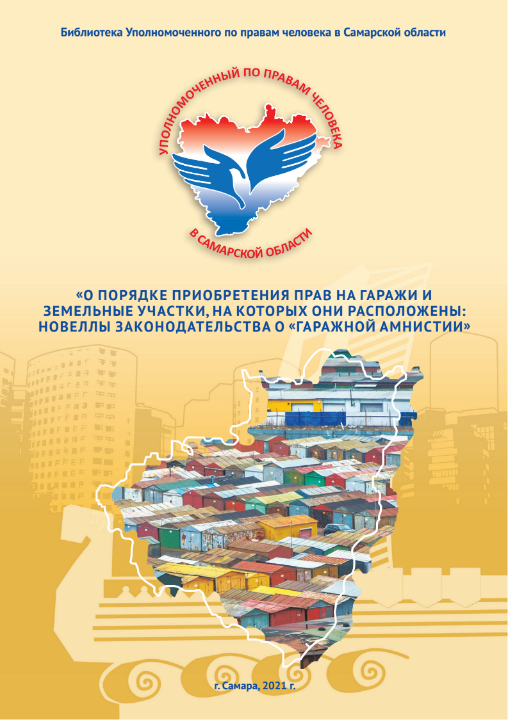 Библиотека Уполномоченного по правам человека в Самарской области
УПОЛНОМОЧЕННЫЙ ПО ПРАВАМ ЧЕЛОВЕКА
В САМАРСКОЙ ОБЛАСТИ
«О ПОРЯДКЕ ПРИОБРЕТЕНИЯ ПРАВ НА ГАРАЖИ И
ЗЕМЕЛЬНЫЕ УЧАСТКИ, НА КОТОРЫХ ОНИ РАСПОЛОЖЕНЫ:
НОВЕЛЛЫ ЗАКОНОДАТЕЛЬСТВА О «ГАРАЖНОЙ АМНИСТИИ»
г. Самара, 2021 г.